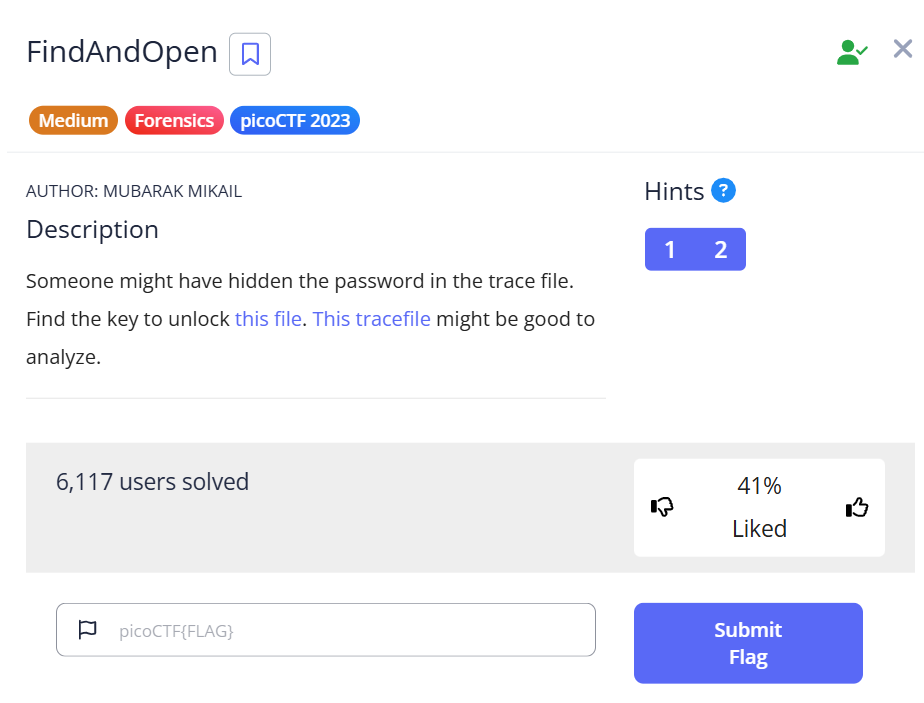 FindAndOpen
Medium Forensics picoCTF 2023
AUTHOR: MUBARAK MIKAIL
Description
Someone might have hidden the password in the trace file.
Find the key to unlock this file. This tracefile might be good to
analyze.
Hints ?
1 2
6,117 users solved
41%
Liked
picoCTF{FLAG}
Submit
Flag